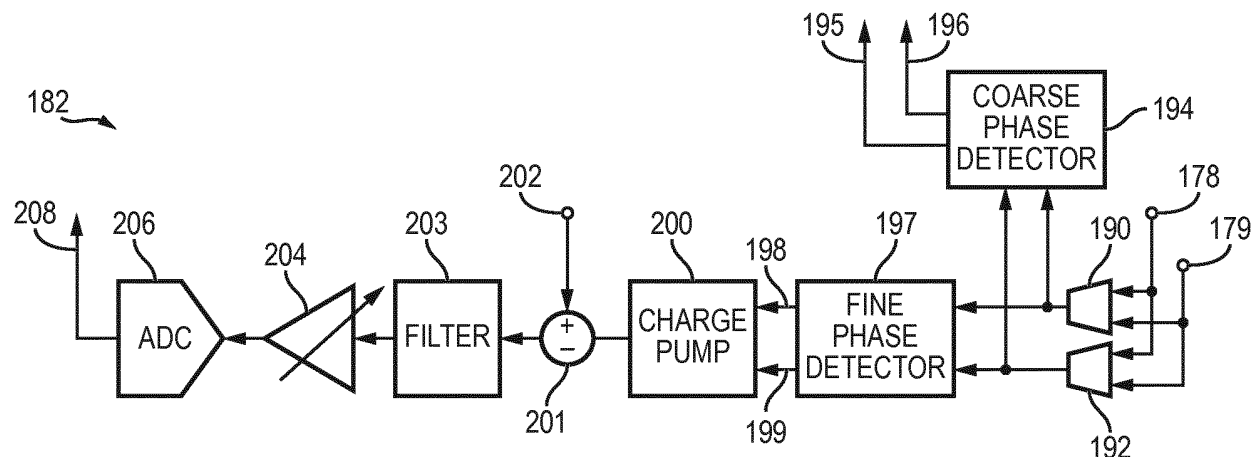 195
196
COARSE
PHASE
DETECTOR
194
182
202
178
208
206
204
203
200
198
197
190
179
ADC
FILTER
+
−
CHARGE
PUMP
FINE
PHASE
DETECTOR
201
199
192